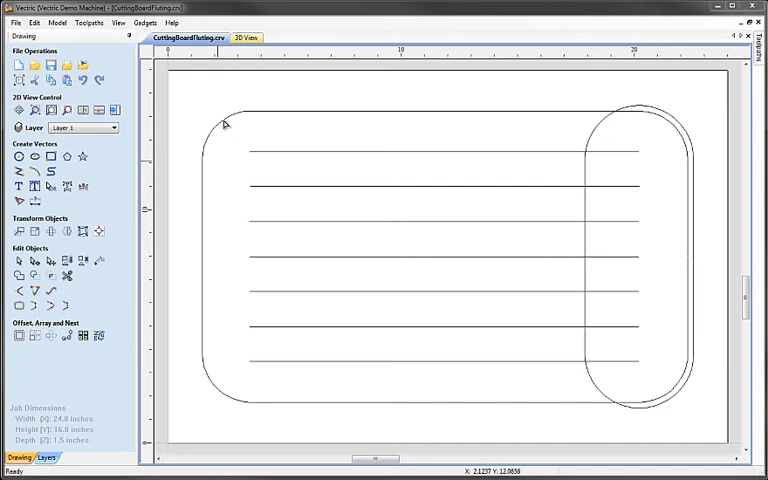 Vectric {Vectric Demo Machine} - [CuttingBoardFluting.crv]
File Edit Model Toolpaths View Gadgets Help
Drawing
CuttingBoardFluting.crv 3D View
Toolpaths
0 10 20
File Operations
2D View Control
Layer Layer 1
Create Vectors
Transform Objects
Edit Objects
Offset, Array and Nest
Job Dimensions
Width (X): 24.0 inches
Height (Y): 16.0 inches
Depth (Z): 1.5 inches
Drawing Layers
Ready X: 2.1237 Y: 12.0856